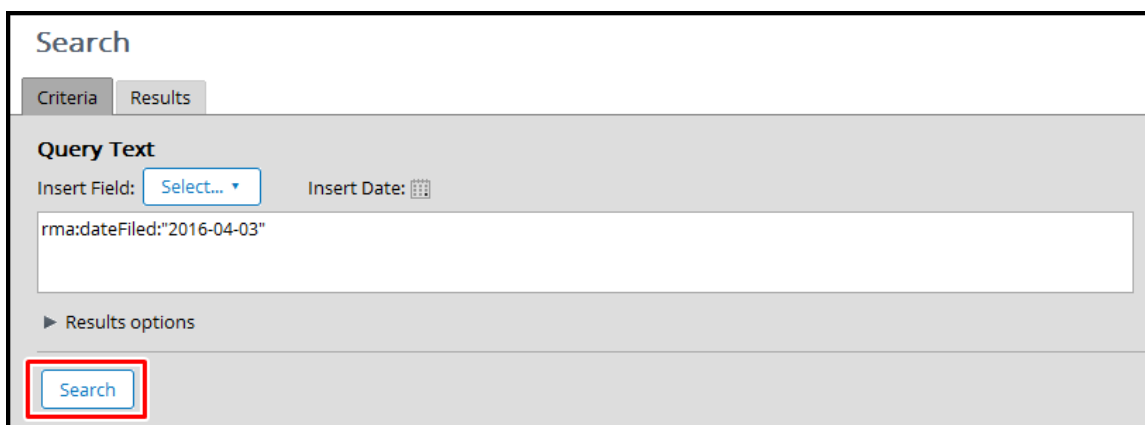 Search
Criteria Results
Query Text
Insert Field: Select... Insert Date:
rma:dateFiled:"2016-04-03"
Results options
Search